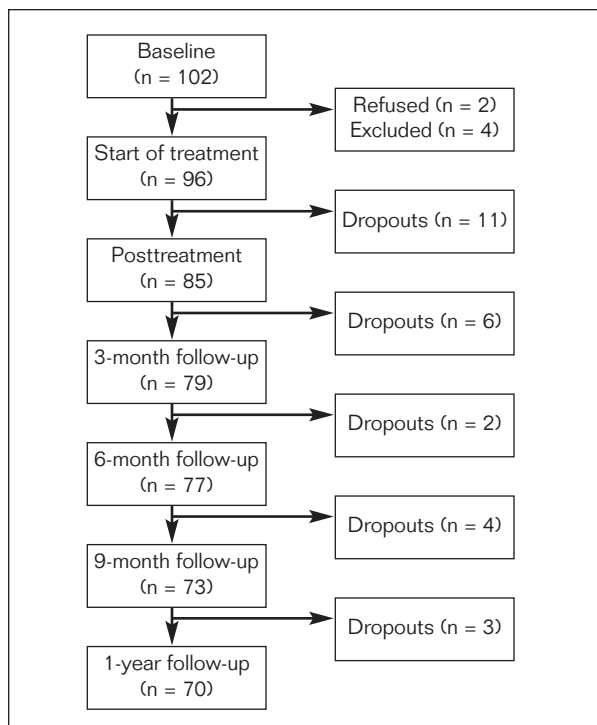 Baseline
(n = 102)
Refused (n = 2)
Excluded (n = 4)
Start of treatment
(n = 96)
Dropouts (n = 11)
Posttreatment
(n = 85)
Dropouts (n = 6)
3-month follow-up
(n = 79)
Dropouts (n = 2)
6-month follow-up
(n = 77)
Dropouts (n = 4)
9-month follow-up
(n = 73)
Dropouts (n = 3)
1-year follow-up
(n = 70)